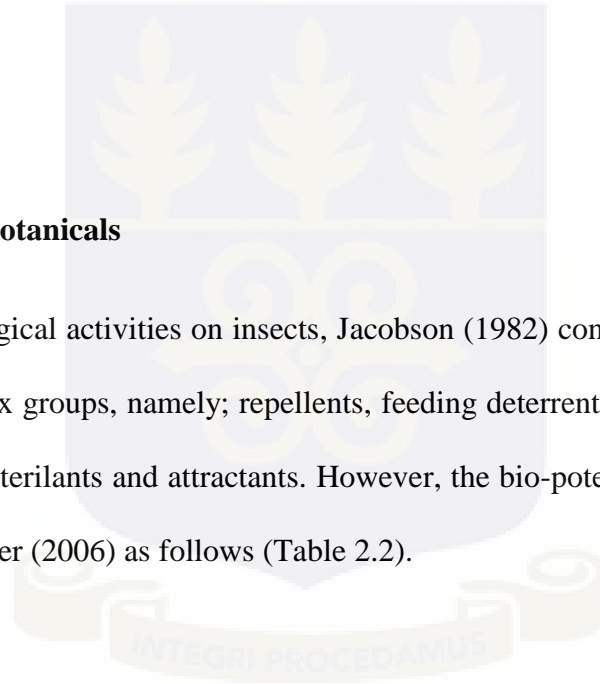 otanicals
gical activities on insects, Jacobson (1982) con
x groups, namely; repellents, feeding deterrent
terilants and attractants. However, the bio-pote
er (2006) as follows (Table 2.2).
INTEGRI PROCEDAMUS